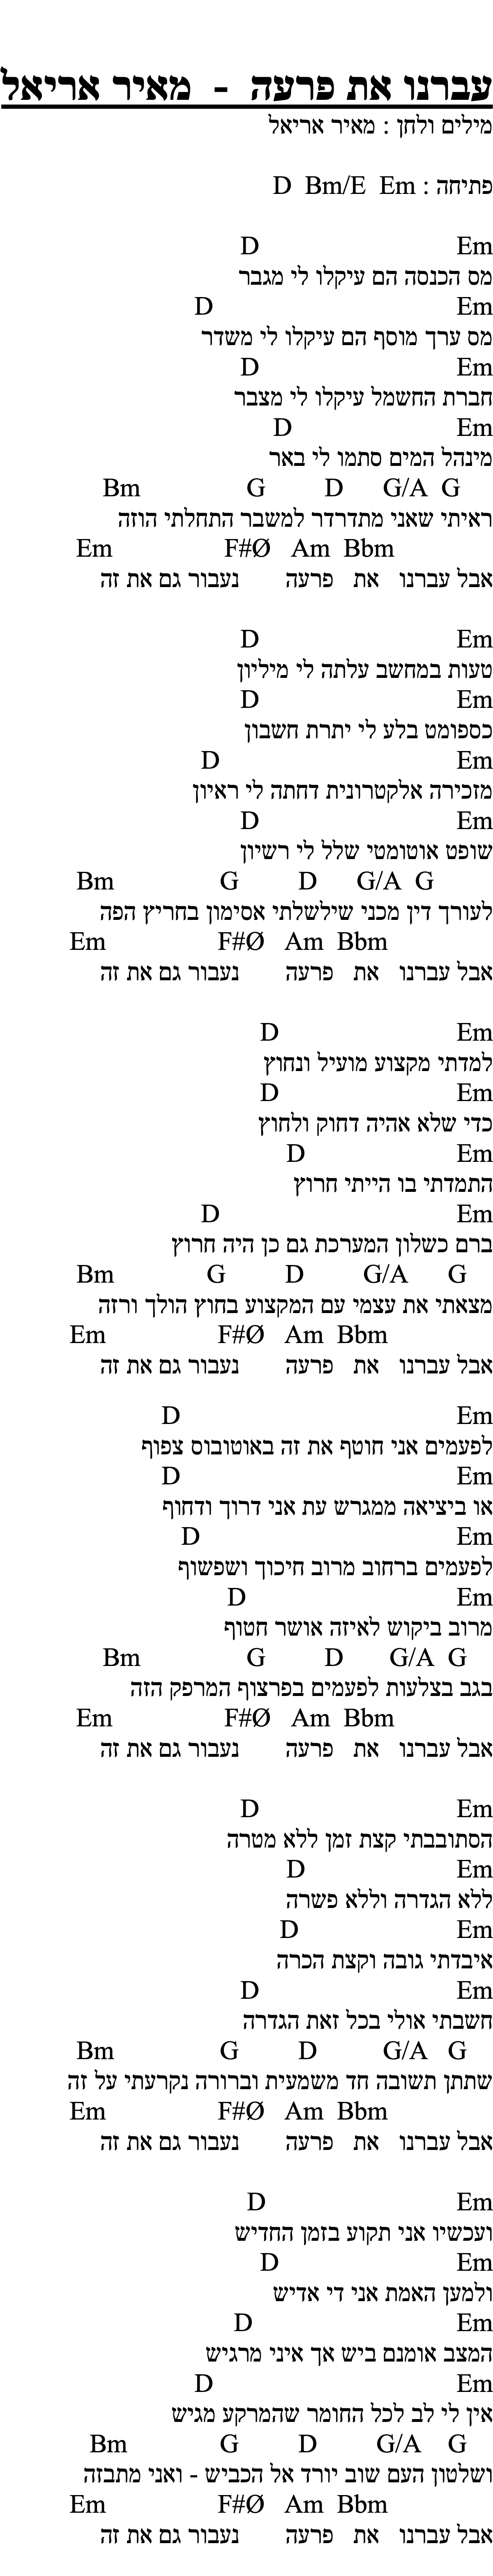 עברנו את פרעה - מאיר אריאל
מילים ולחן : מאיר אריאל
פתיחה : D Bm/E Em
D Em
מס הכנסה הם עיקלו לי מגבר
D Em
מס ערך מוסף הם עיקלו לי משדר
D Em
חברת החשמל עיקלו לי מצבר
D Em
מינהל המים סתמו לי באר
Bm G D G/A G
ראיתי שאני מתדרדר למשבר התחלתי הוזה
Em F#Ø Am Bbm
אבל עברנו את פרעה נעבור גם את זה
D Em
טעות במחשב עלתה לי מיליון
D Em
כספומט בלע לי יתרת חשבון
D Em
מזכירה אלקטרונית דחתה לי ראיון
D Em
שופט אוטומטי שלל לי רשיון
Bm G D G/A G
לעורך דין מכני שילשלתי אסימון בחריץ הפה
Em F#Ø Am Bbm
אבל עברנו את פרעה נעבור גם את זה
D Em
למדתי מקצוע מועיל ונחוץ
D Em
כדי שלא אהיה דחוק ולחוץ
D Em
התמדתי בו הייתי חרוץ
D Em
ברם כשלון המערכת גם כן היה חרוץ
Bm G D G/A G
מצאתי את עצמי עם המקצוע בחוץ הולך ורזה
Em F#Ø Am Bbm
אבל עברנו את פרעה נעבור גם את זה
D Em
לפעמים אני חוטף את זה באוטובוס צפוף
D Em
או ביציאה ממגרש עת אני דרוך ודחוף
D Em
לפעמים ברחוב מרוב חיכוך ושפשוף
D Em
מרוב ביקוש לאיזה אושר חטוף
Bm G D G/A G
בגב בצלעות לפעמים בפרצוף המרפק הזה
Em F#Ø Am Bbm
אבל עברנו את פרעה נעבור גם את זה
D Em
הסתובבתי קצת זמן ללא מטרה
D Em
ללא הגדרה וללא פשרה
D Em
איבדתי גובה וקצת הכרה
D Em
חשבתי אולי בכל זאת הגדרה
Bm G D G/A G
שתתן תשובה חד משמעית וברורה נקרעתי על זה
Em F#Ø Am Bbm
אבל עברנו את פרעה נעבור גם את זה
D Em
ועכשיו אני תקוע בזמן החדיש
D Em
ולמען האמת אני די אדיש
D Em
המצב אומנם ביש אך איני מרגיש
D Em
אין לי לב לכל החומר שהמרקע מגיש
Bm G D G/A G
ושלטון העם שוב יורד אל הכביש - ואני מתבזה
Em F#Ø Am Bbm
אבל עברנו את פרעה נעבור גם את זה